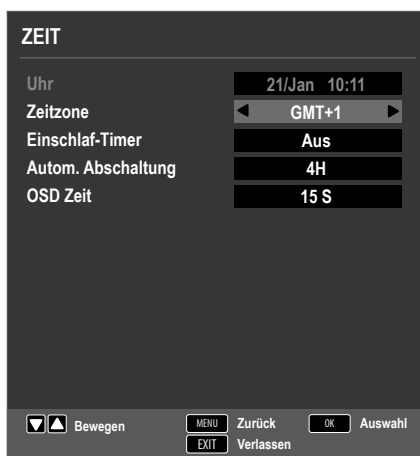 ZEIT
Uhr 21/Jan 10:11
Zeitzone GMT+1
Einschlaf-Timer Aus
Autom. Abschaltung 4H
OSD Zeit 15 S
Bewegen MENU Zurück OK Auswahl
EXIT Verlassen